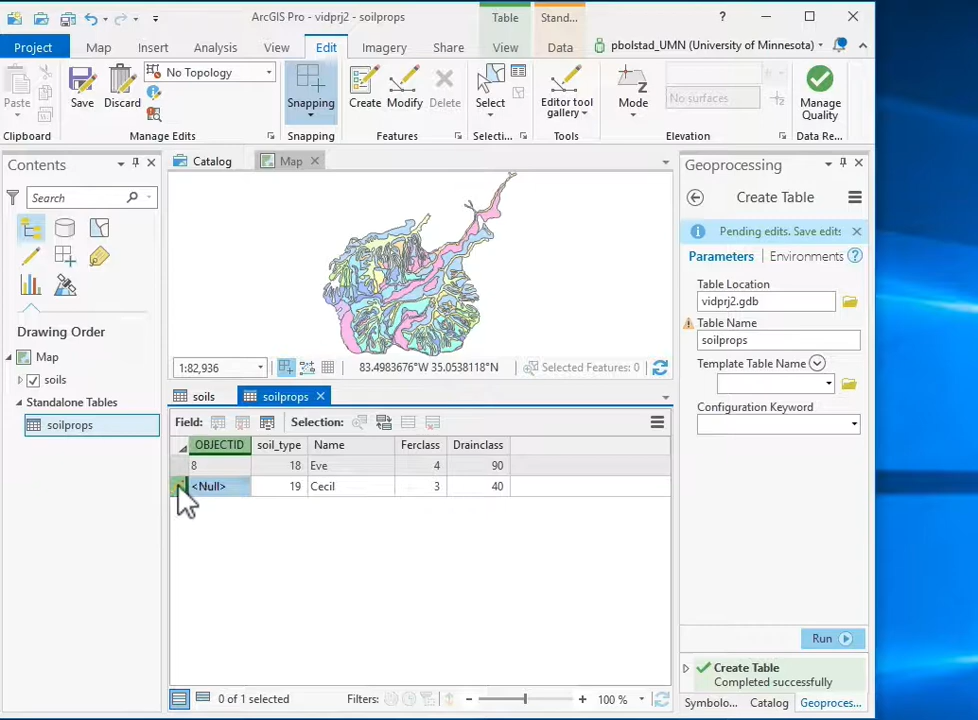 ArcGIS Pro - vidprj2 - soilprops
Table
Stand...
?
Project
Map
Insert
Analysis
View
Edit
Imagery
Share
View
Data
pbolstad_UMN (University of Minnesota)
Paste
Save
Discard
No Topology
Snapping
Create
Modify
Delete
Select
Editor tool
gallery
Mode
No surfaces
Manage
Quality
Clipboard
Manage Edits
Snapping
Features
Selecti...
Tools
Elevation
Data Re...
Contents
Search
Drawing Order
Map
soils
Standalone Tables
soilprops
Catalog
Map
1:82,936
83.4983676°W 35.0538118°N
Selected Features: 0
soils
soilprops
Field:
Selection:
OBJECTID soil_type Name Ferclass Drainclass
8 18 Eve 4 90
<Null> 19 Cecil 3 40
0 of 1 selected
Filters:
100 %
Geoprocessing
Create Table
Pending edits. Save edits
Parameters
Environments
?
Table Location
vidprj2.gdb
Table Name
soilprops
Template Table Name
Configuration Keyword
Run
Create Table
Completed successfully
Symbolo...
Catalog
Geoproces...